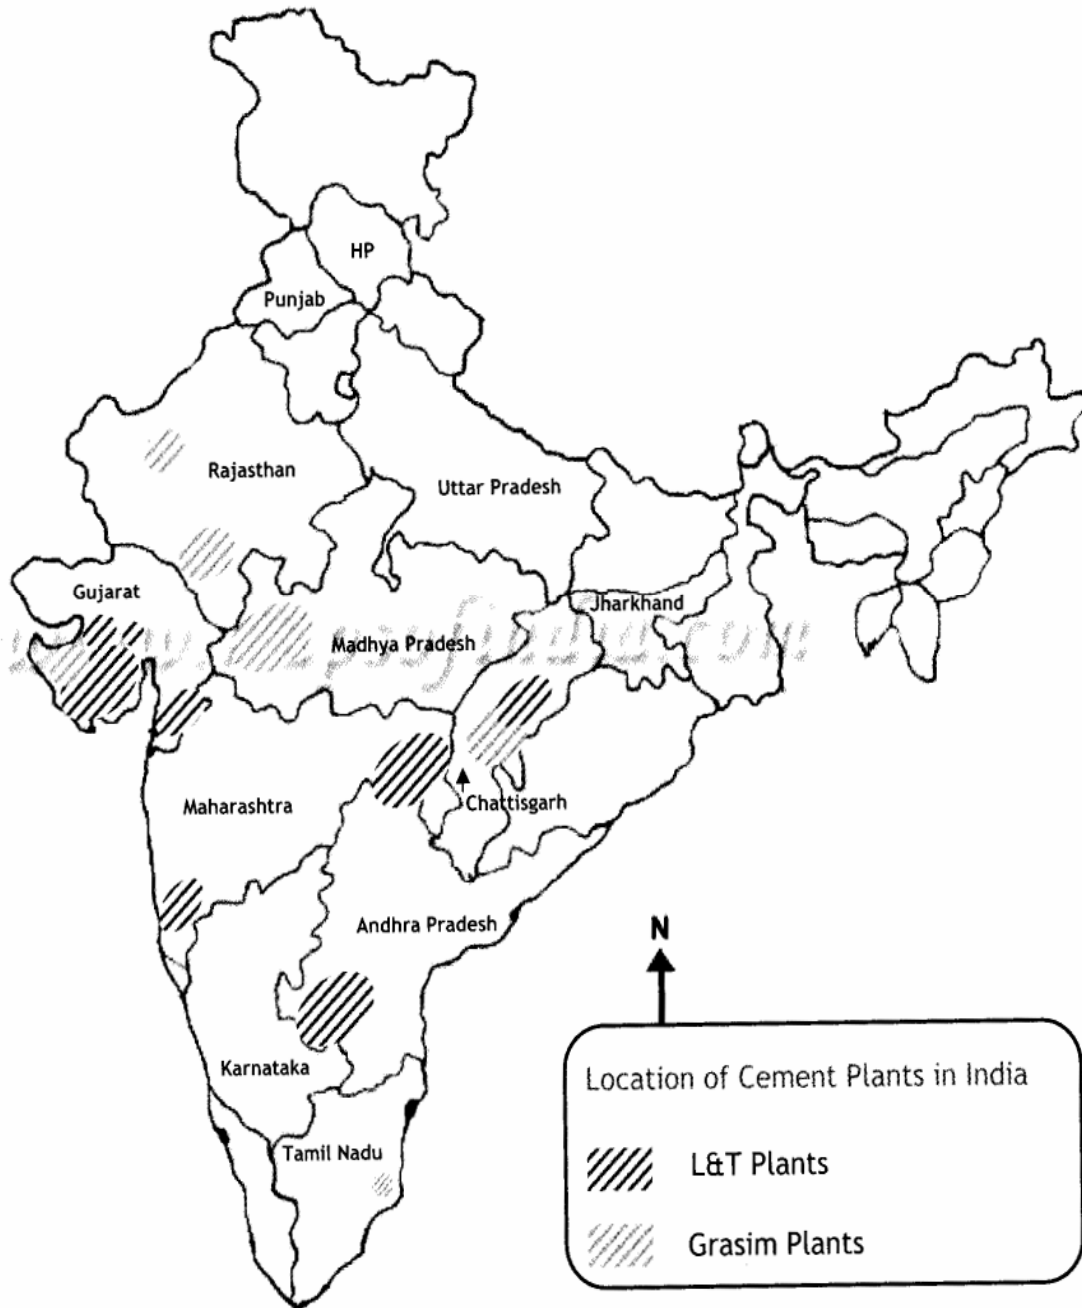 HP
Punjab
Rajasthan
Uttar Pradesh
Gujarat
Jharkhand
Madhya Pradesh
Maharashtra
Chattisgarh
Andhra Pradesh
N
Karnataka
Tamil Nadu
Location of Cement Plants in India
L&T Plants
Grasim Plants